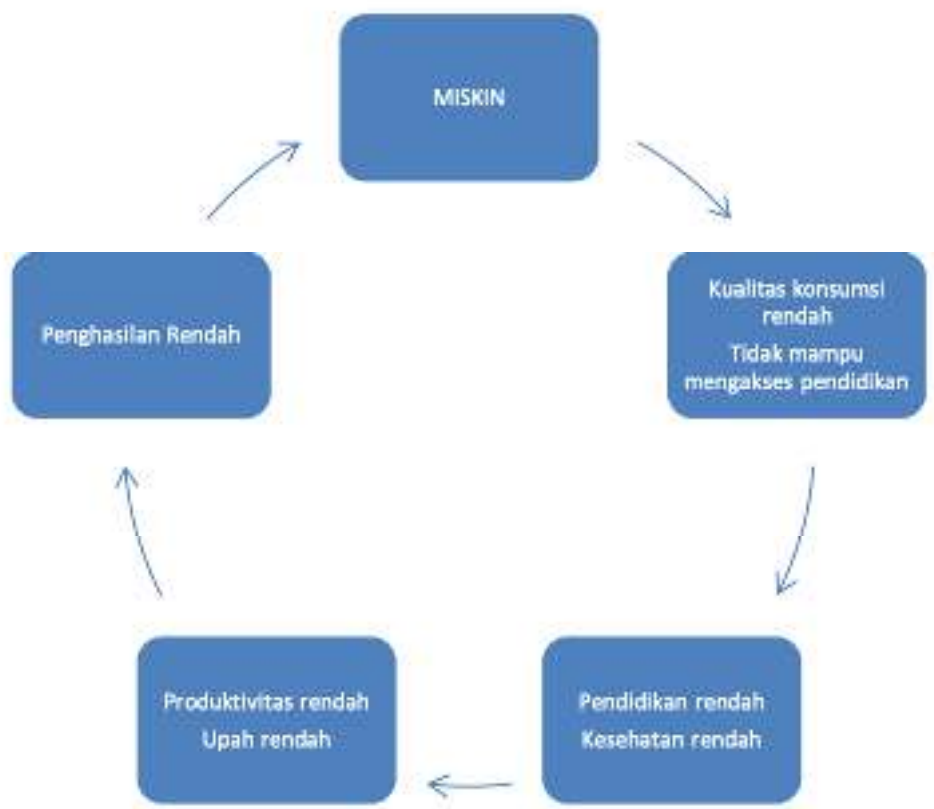 MISKIN
Kualitas konsumsi
rendah
Tidak mampu
mengakses pendidikan
Pendidikan rendah
Kesehatan rendah
Produktivitas rendah
Upah rendah
Penghasilan Rendah